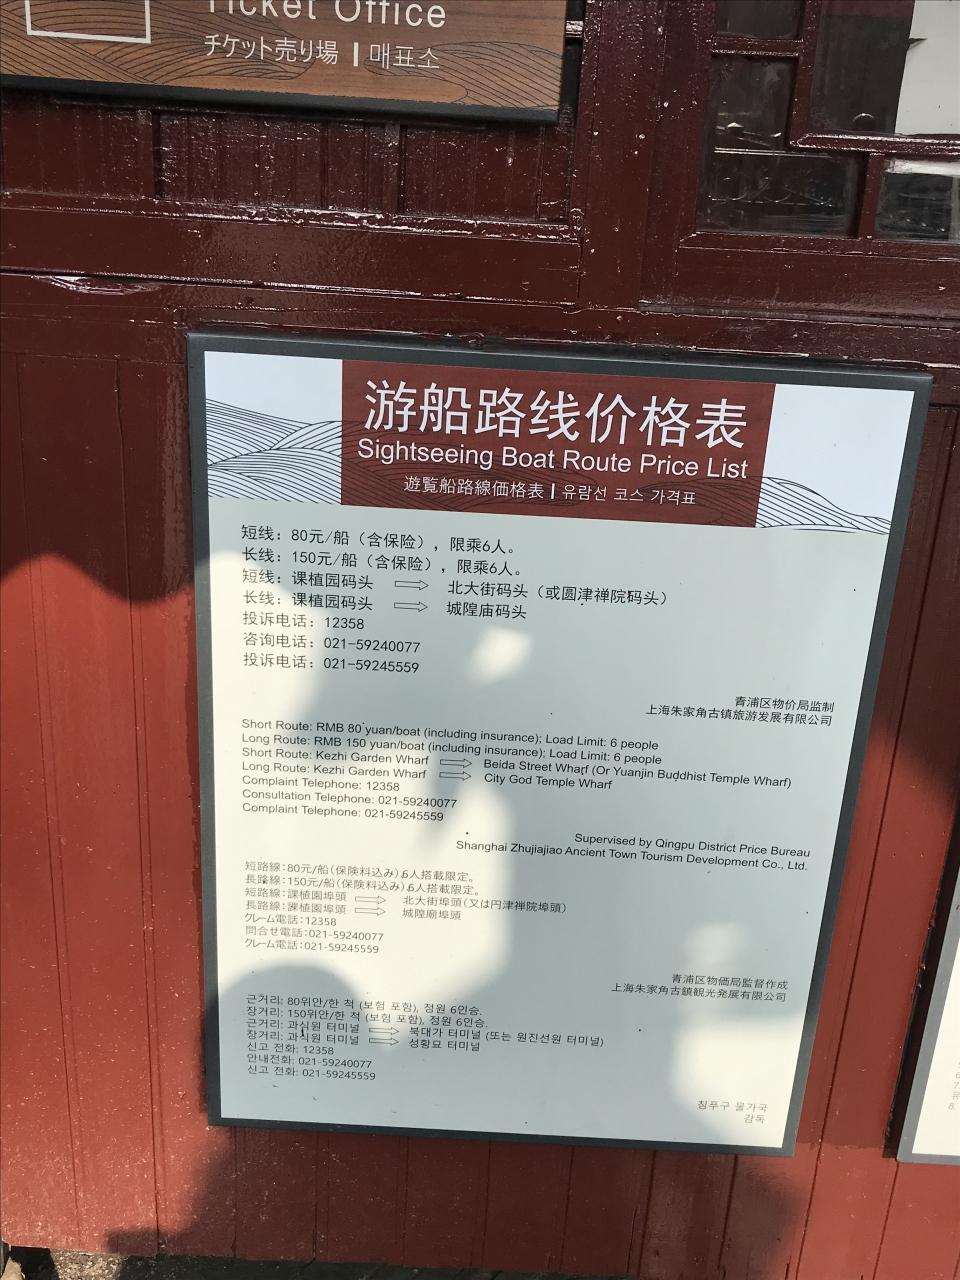 Ticket Office
チケット売り場 | 매표소
游船路线价格表
Sightseeing Boat Route Price List
遊覧船路線価格表 | 유람선 코스 가격표
短线：80元/船（含保险），限乘6人。
长线：150元/船（含保险），限乘6人。
短线：课植园码头 ⇨ 北大街码头（或圆津禅院码头）
长线：课植园码头 ⇨ 城隍庙码头
投诉电话：12358
咨询电话：021-59240077
投诉电话：021-59245559
青浦区物价局监制
上海朱家角古镇旅游发展有限公司
Short Route: RMB 80 yuan/boat (including insurance); Load Limit: 6 people
Long Route: RMB 150 yuan/boat (including insurance); Load Limit: 6 people
Short Route: Kezhi Garden Wharf ⇨ Beida Street Wharf (Or Yuanjin Buddhist Temple Wharf)
Long Route: Kezhi Garden Wharf ⇨ City God Temple Wharf
Complaint Telephone: 12358
Consultation Telephone: 021-59240077
Complaint Telephone: 021-59245559
Supervised by Qingpu District Price Bureau
Shanghai Zhujiajiao Ancient Town Tourism Development Co., Ltd.
短路線：80元/船（保険料込み）,6人搭載限定。
長路線：150元/船（保険料込み）,6人搭載限定。
短路線：課植園埠頭 ⇨ 北大街埠頭（又は円津禅院埠頭）
長路線：課植園埠頭 ⇨ 城隍廟埠頭
クレーム電話：12358
問合せ電話：021-59240077
クレーム電話：021-59245559
青浦区物価局監督作成
上海朱家角古鎮観光発展有限公司
근거리: 80위안/한 척 (보험 포함), 정원 6인승.
장거리: 150위안/한 척 (보험 포함), 정원 6인승.
근거리: 과식원 터미널 ⇨ 북대가 터미널 (또는 원진선원 터미널)
장거리: 과식원 터미널 ⇨ 성황묘 터미널
신고 전화: 12358
안내전화: 021-59240077
신고 전화: 021-59245559
칭푸구 물가국
감독